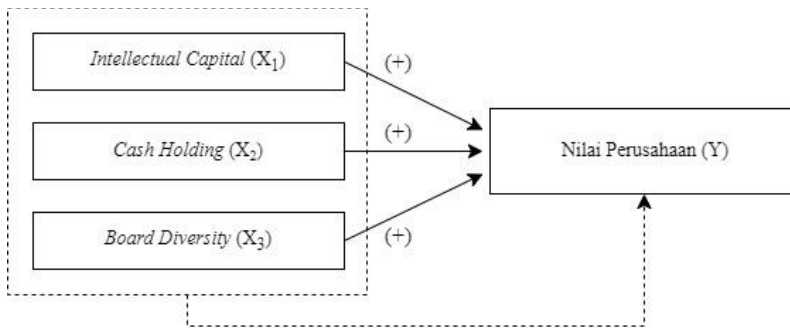 Intellectual Capital (X₁)
(+)
Cash Holding (X₂)
(+)
Nilai Perusahaan (Y)
Board Diversity (X₃)
(+)